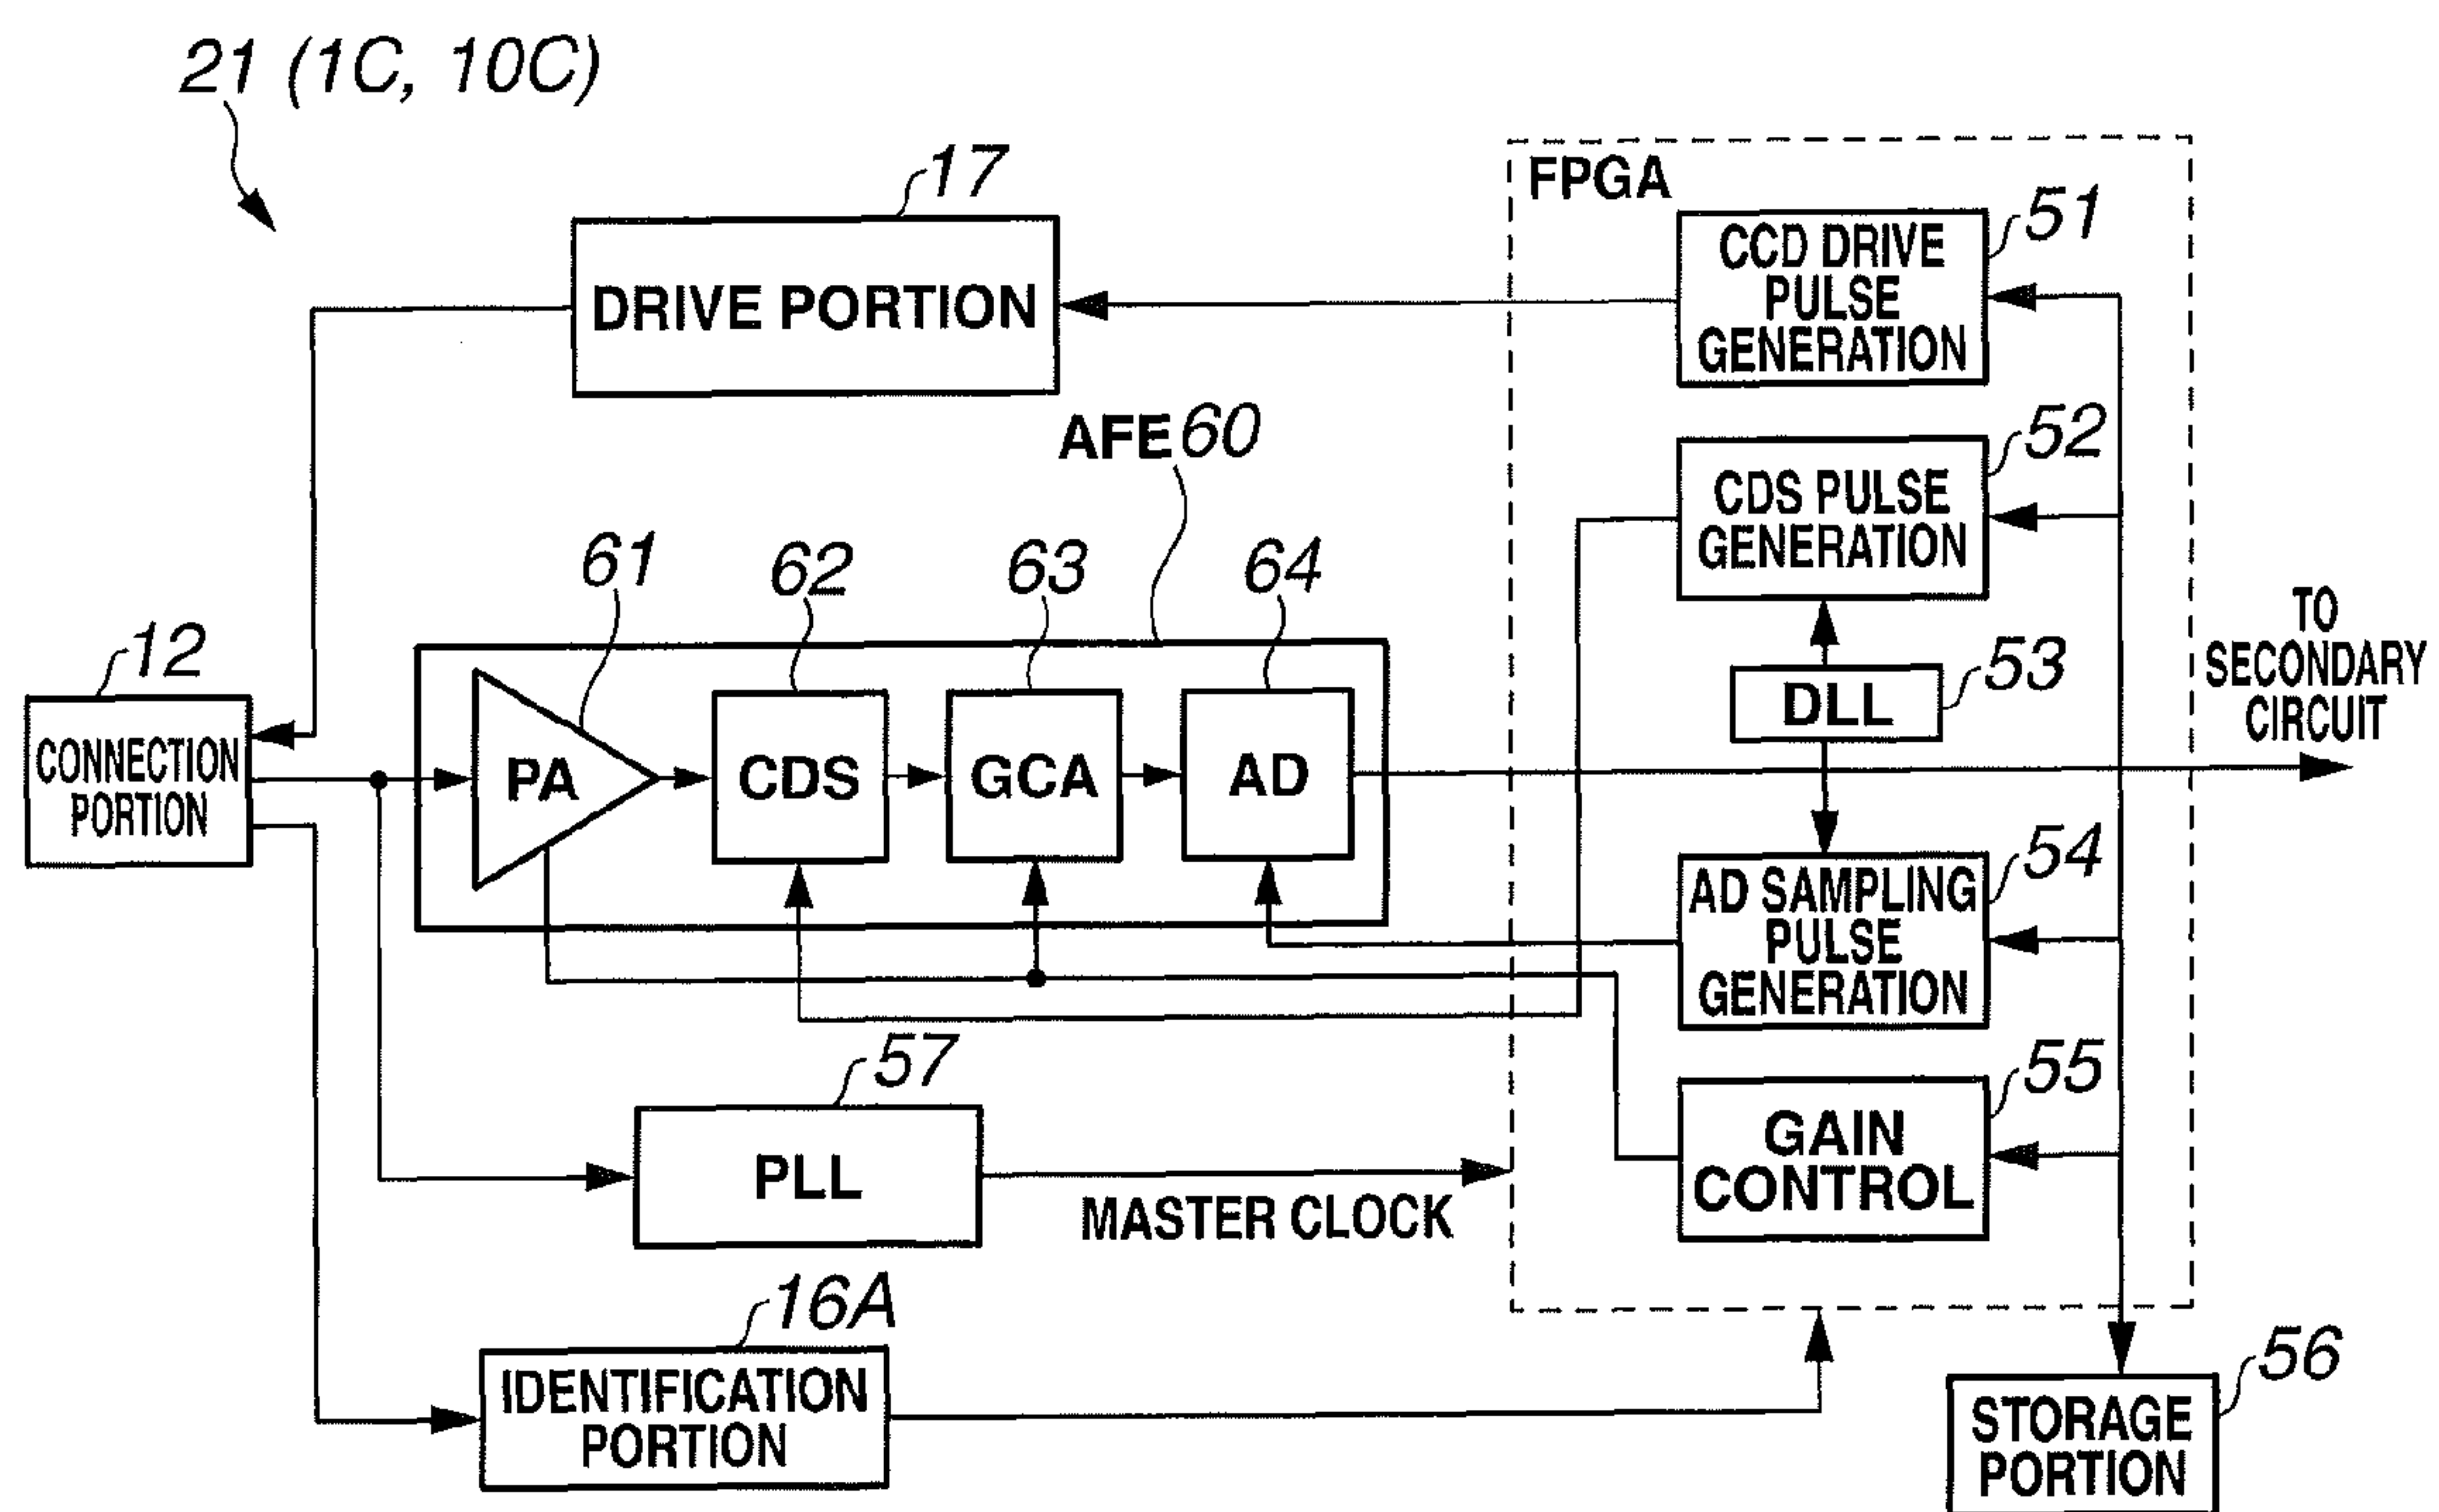 21 (1C, 10C)
17
DRIVE PORTION
FPGA
51
CCD DRIVE
PULSE
GENERATION
AFE 60
52
CDS PULSE
GENERATION
61
62
63
64
12
CONNECTION
PORTION
PA
CDS
GCA
AD
53
DLL
TO
SECONDARY
CIRCUIT
54
AD SAMPLING
PULSE
GENERATION
57
PLL
MASTER CLOCK
55
GAIN
CONTROL
16A
IDENTIFICATION
PORTION
56
STORAGE
PORTION